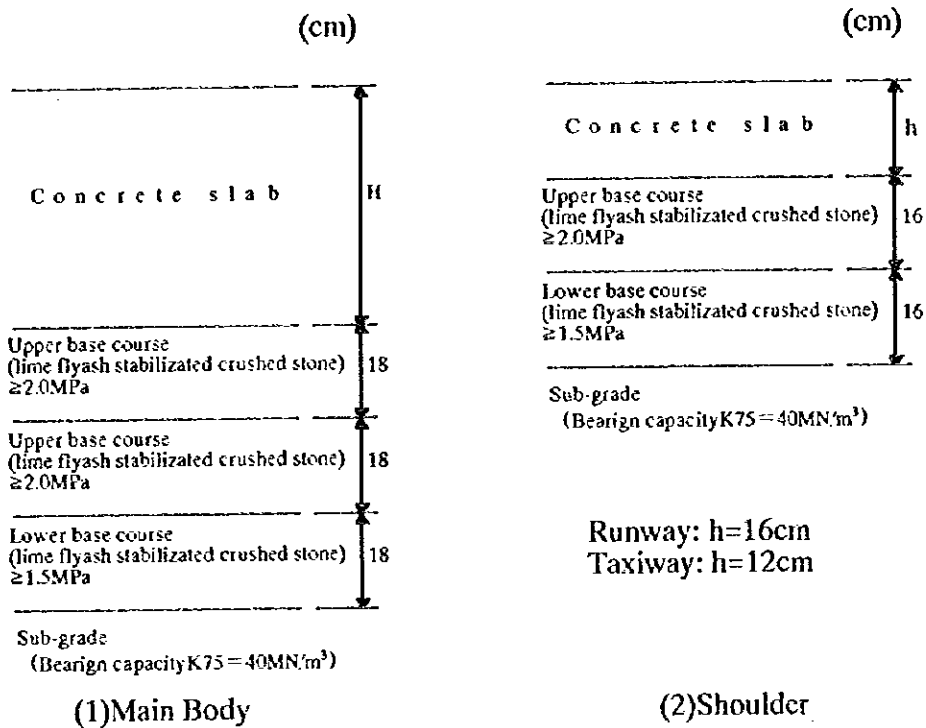 (cm)
Concrete slab
H
Upper base course
(lime flyash stabilizated crushed stone)
≧2.0MPa
18
Upper base course
(lime flyash stabilizated crushed stone)
≧2.0MPa
18
Lower base course
(lime flyash stabilizated crushed stone)
≧1.5MPa
18
Sub-grade
(Bearign capacity K75=40MN/m³)
(1)Main Body
(cm)
Concrete slab
h
Upper base course
(lime flyash stabilizated crushed stone)
≧2.0MPa
16
Lower base course
(lime flyash stabilizated crushed stone)
≧1.5MPa
16
Sub-grade
(Bearign capacity K75=40MN/m³)
Runway: h=16cm
Taxiway: h=12cm
(2)Shoulder